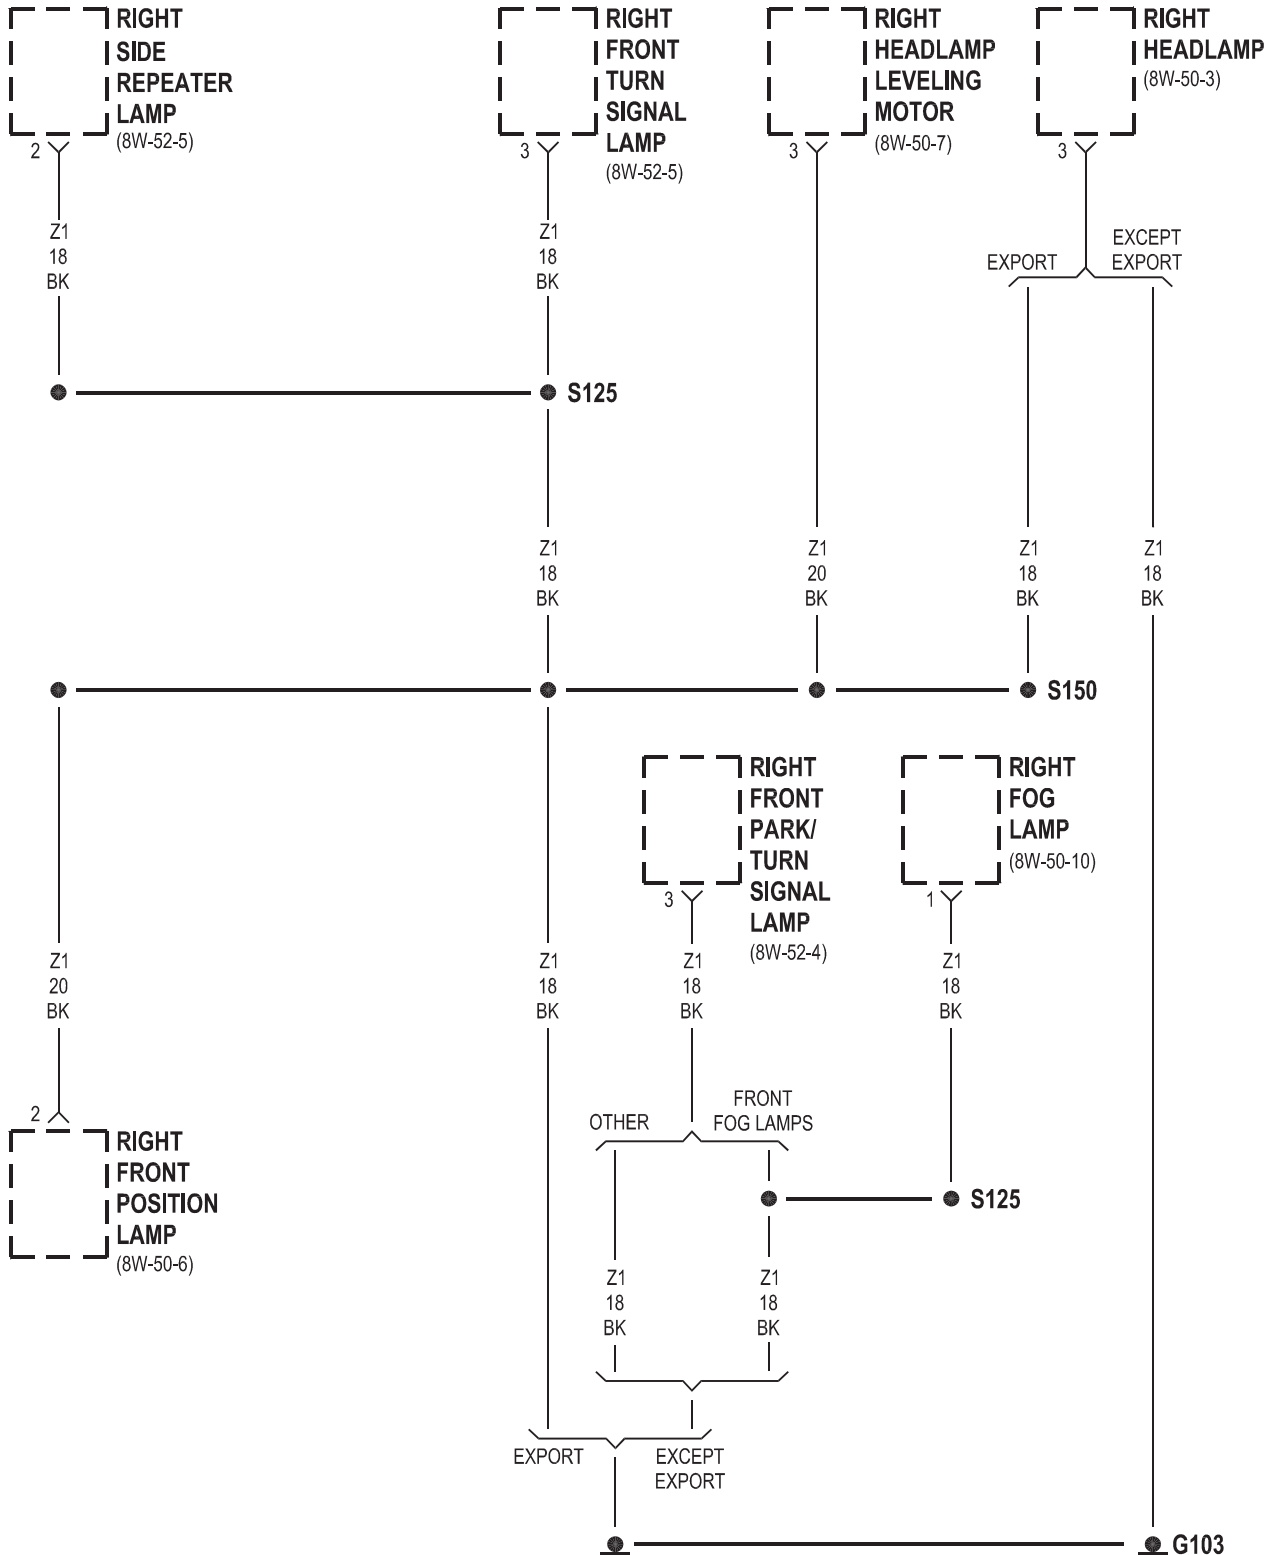 RIGHT
SIDE
REPEATER
LAMP
(8W-52-5)
2
RIGHT
FRONT
TURN
SIGNAL
LAMP
(8W-52-5)
3
RIGHT
HEADLAMP
LEVELING
MOTOR
(8W-50-7)
3
RIGHT
HEADLAMP
(8W-50-3)
3
Z1
18
BK
Z1
18
BK
EXPORT
EXCEPT
EXPORT
S125
Z1
18
BK
Z1
20
BK
Z1
18
BK
Z1
18
BK
S150
RIGHT
FRONT
PARK/
TURN
SIGNAL
LAMP
(8W-52-4)
3
RIGHT
FOG
LAMP
(8W-50-10)
1
Z1
20
BK
Z1
18
BK
Z1
18
BK
Z1
18
BK
2
RIGHT
FRONT
POSITION
LAMP
(8W-50-6)
OTHER
FRONT
FOG LAMPS
S125
Z1
18
BK
Z1
18
BK
EXPORT
EXCEPT
EXPORT
G103